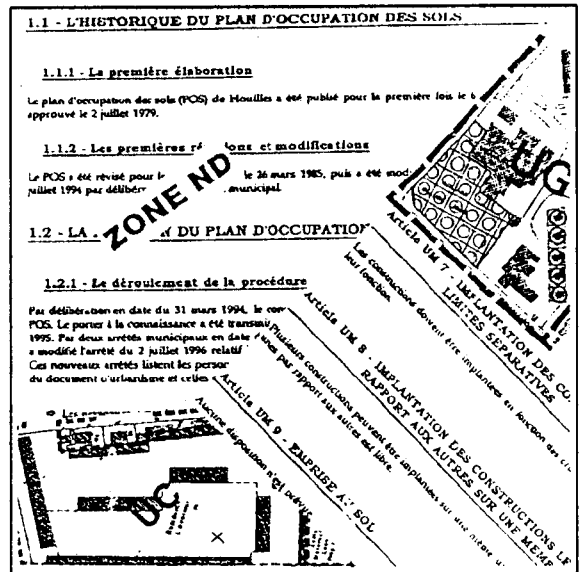 1.1 - L'HISTORIQUE DU PLAN D'OCCUPATION DES SOLS
1.1.1 - La première élaboration
Le plan d'occupation des sols (POS) de Houilles a été publié pour la première fois le 6
approuvé le 2 juillet 1979.
1.1.2 - Les premières et modifications
Le POS a été révisé pour le 26 mars 1985, puis a été
juillet 1994 par municipal.
ZONE ND
1.2 - LA DU PLAN D'OCCUPATION
1.2.1 - Le déroulement de la procédure
Par délibération en date du 31 mars 1994, le
POS. Le porter à la connaissance a été
1995. Par deux arrêtés municipaux en date
a modifié l'arrêté du 2 juillet 1996 relatif
Ces nouveaux arrêtés listent les
du document d'urbanisme et celles
UG
Article UM 7 - IMPLANTATION DES
LIMITES SEPARATIVES
Les constructions doivent être implantées en fonction des
leur fonction.
Article UM 8 - IMPLANTATION DES CONSTRUCTIONS LE
RAPPORT AUX AUTRES SUR UNE MEME
Plusieurs constructions peuvent être implantées sur une même
unes par rapport aux autres est libre.
Article UM 9 - EMPRISE AU SOL
Aucune disposition n'est prévue
UC